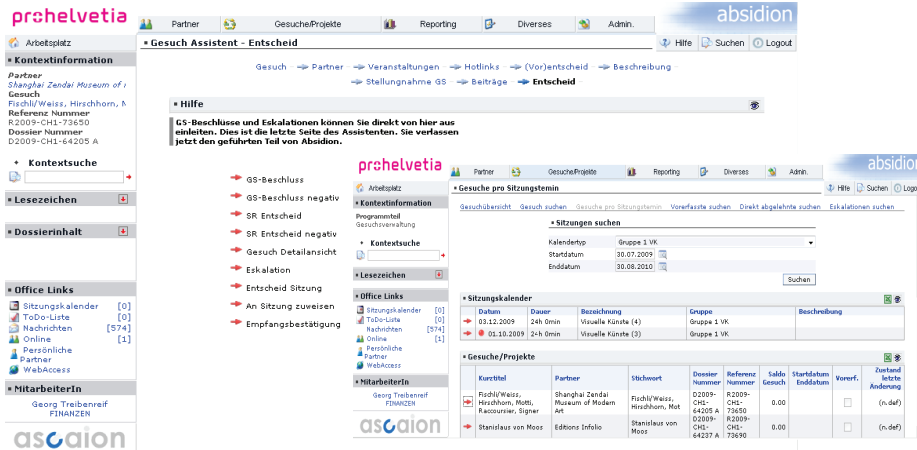 prohelvetia
Partner
Gesuche/Projekte
Reporting
Diverses
Admin.
absidion
Arbeitsplatz
Gesuch Assistent - Entscheid
Hilfe
Suchen
Logout
Kontextinformation
Partner
Shanghai Zendai Museum of
Gesuch
Fischli/Weiss, Hirschhorn,
Referenz Nummer
R2009-CH1-73650
Dossier Nummer
D2009-CH1-64205 A
Kontextsuche
Lesezeichen
Dossierinhalt
Office Links
Sitzungskalender [0]
ToDo-Liste [0]
Nachrichten [574]
Online [1]
Persönliche
Partner
WebAccess
MitarbeiterIn
Georg Treibenreif
FINANZEN
ascaion
Gesuch Partner Veranstaltungen Hotlinks (Vor)entscheid Beschreibung
Stellungnahme GS Beiträge Entscheid
Hilfe
GS-Beschlüsse und Eskalationen können Sie direkt von hier aus
einleiten. Dies ist die letzte Seite des Assistenten. Sie verlassen
jetzt den geführten Teil von Absidion.
GS-Beschluss
GS-Beschluss negativ
SR Entscheid
SR Entscheid negativ
Gesuch Detailansicht
Eskalation
Entscheid Sitzung
An Sitzung zuweisen
Empfangsbestätigung
prohelvetia
Partner
Gesuche/Projekte
Reporting
Diverses
Admin.
absidion
Arbeitsplatz
Gesuche pro Sitzungstemin
Hilfe
Suchen
Logo
Kontextinformation
Programmteil
Gesuchsverwaltung
Kontextsuche
Lesezeichen
Office Links
Sitzungskalender [0]
ToDo-Liste [0]
Nachrichten [574]
Online [1]
Persönliche
Partner
WebAccess
MitarbeiterIn
Georg Treibenreif
FINANZEN
ascaion
Gesuchübersicht Gesuch suchen Gesuche pro Sitzungstemin Vorerfasste suchen Direkt abgelehnte suchen Eskalationen suchen
Sitzungen suchen
Kalendertyp Gruppe 1 VK
Startdatum 30.07.2009
Enddatum 30.08.2010
Suchen
Sitzungskalender
Datum Dauer Bezeichnung Gruppe Beschreibung
03.12.2009 24h 0min Visuelle Künste (4) Gruppe 1 VK
01.10.2009 24h 0min Visuelle Künste (3) Gruppe 1 VK
Gesuche/Projekte
Kurztitel Partner Stichwort Dossier Nummer Referenz Nummer Saldo Gesuch Startdatum Enddatum Vorerf. Zustand letzte Änderung
Fischli/Weiss, Hirschhorn, Motti, Raccoursier, Signer Shanghai Zendai Museum of Modern Art Fischli/Weiss, Hirschhorn, Mot D2009-CH1-64205 A R2009-CH1-73650 0.00 (n.def)
Stanislaus von Moos Editions Infolio Stanislaus von Moos D2009-CH1-64237 A R2009-CH1-73690 0.00 (n.def)